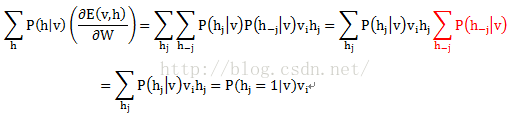 ∑_h P(h|v) (∂E(v,h)/∂W) = ∑_{h_j} ∑_{h_{-j}} P(h_j|v)P(h_{-j}|v)v_i h_j = ∑_{h_j} P(h_j|v)v_i h_j ∑_{h_{-j}} P(h_{-j}|v)
http://blog.csdn.net/
= ∑_{h_j} P(h_j|v)v_i h_j = P(h_j = 1|v)v_i↵